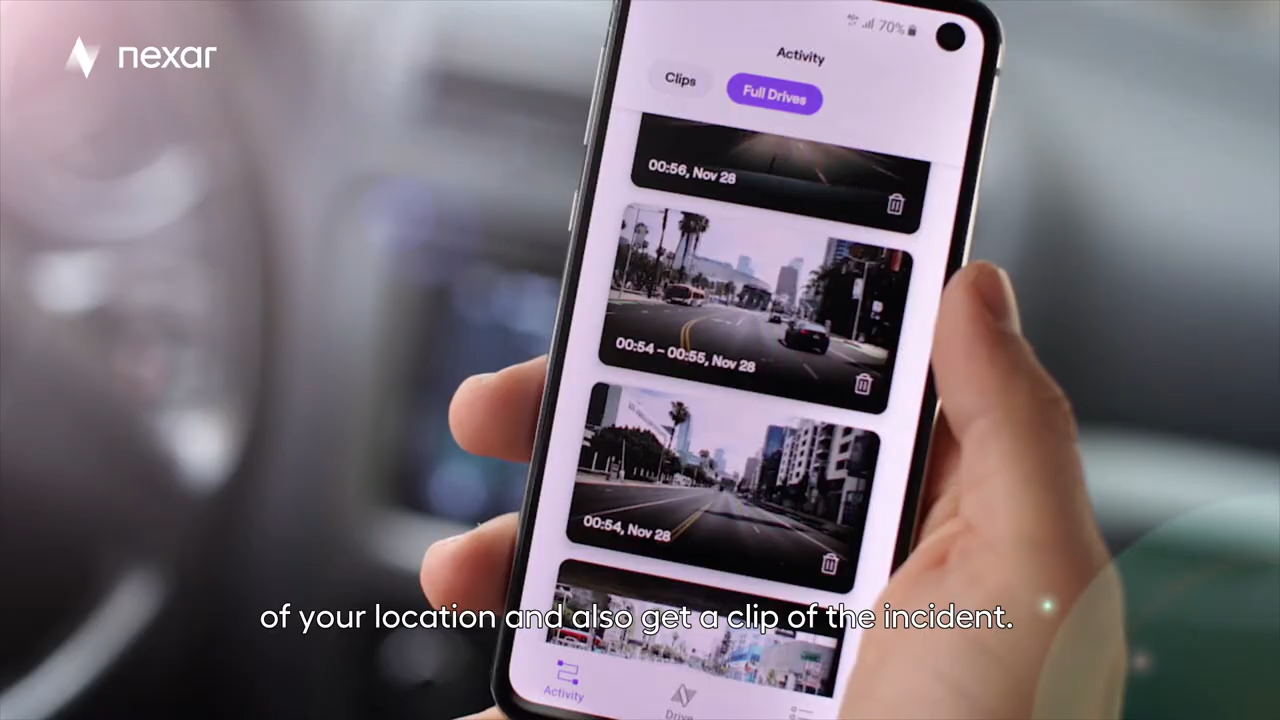 nexar
70%
Activity
Clips
Full Drives
00:56, Nov 28
00:54 – 00:55, Nov 28
00:54, Nov 28
of your location and also get a clip of the incident.
Activity
Drive